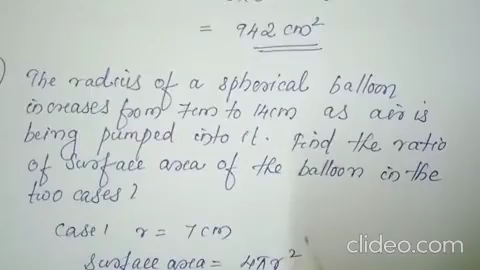 = 942 cm²
)
The radius of a spherical balloon
increases from 7cm to 14cm as air is
being pumped into it. Find the ratio
of surface area of the balloon in the
two cases?
Case 1 r = 7cm
Surface area = 4πr²
clideo.com